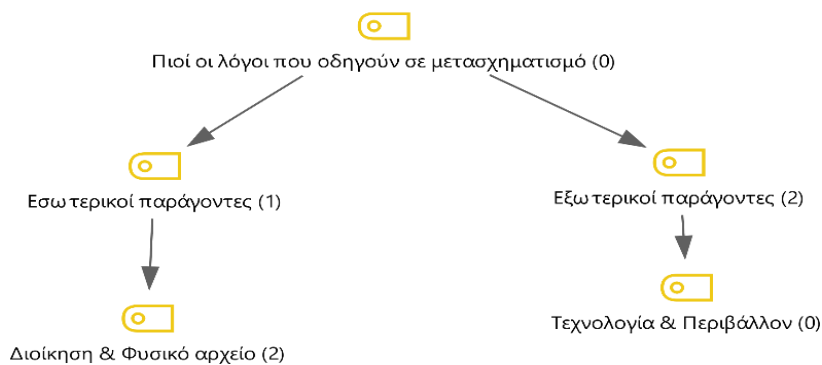 Πιοί οι λόγοι που οδηγούν σε μετασχηματισμό (0)
Εσωτερικοί παράγοντες (1)
Εξωτερικοί παράγοντες (2)
Διοίκηση & Φυσικό αρχείο (2)
Τεχνολογία & Περιβάλλον (0)